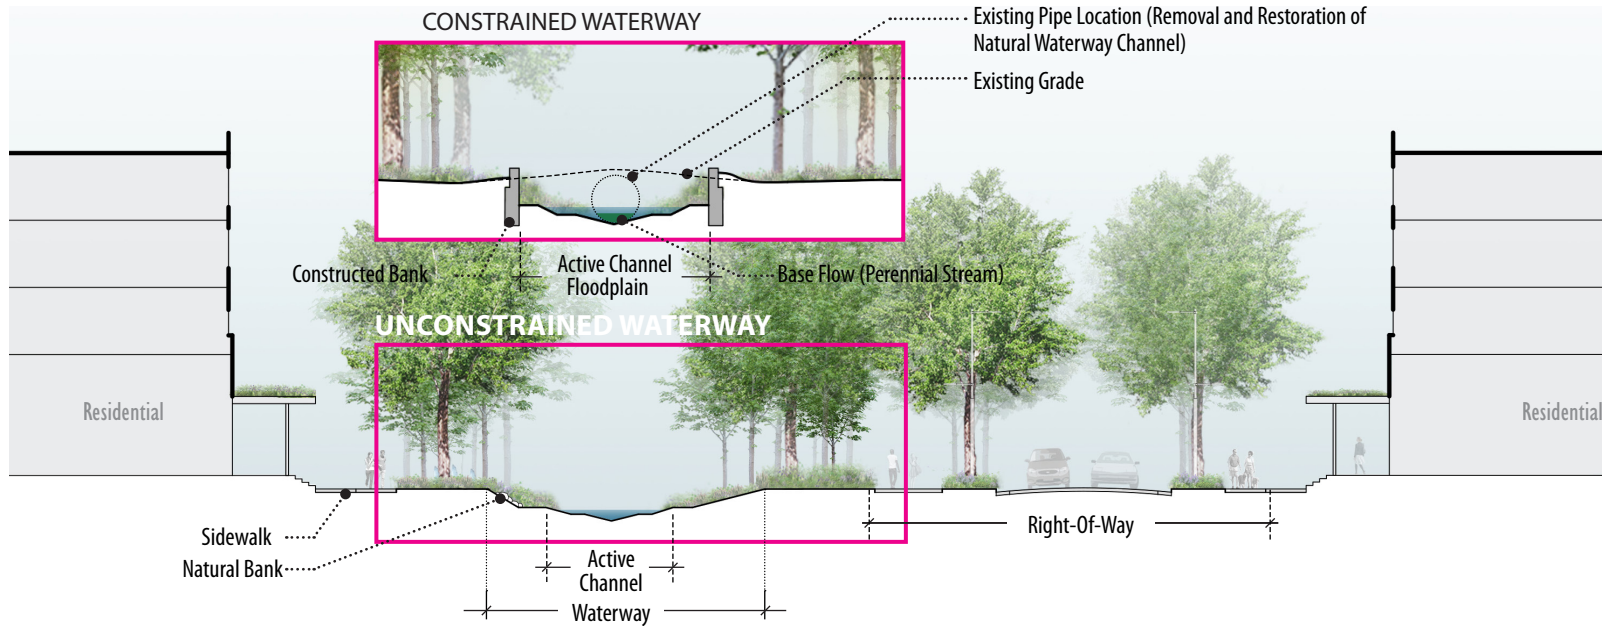 CONSTRAINED WATERWAY
Existing Pipe Location (Removal and Restoration of
Natural Waterway Channel)
Existing Grade
Constructed Bank
Active Channel
Floodplain
Base Flow (Perennial Stream)
UNCONSTRAINED WATERWAY
Residential
Residential
Sidewalk
Natural Bank
Right-Of-Way
Active
Channel
Waterway